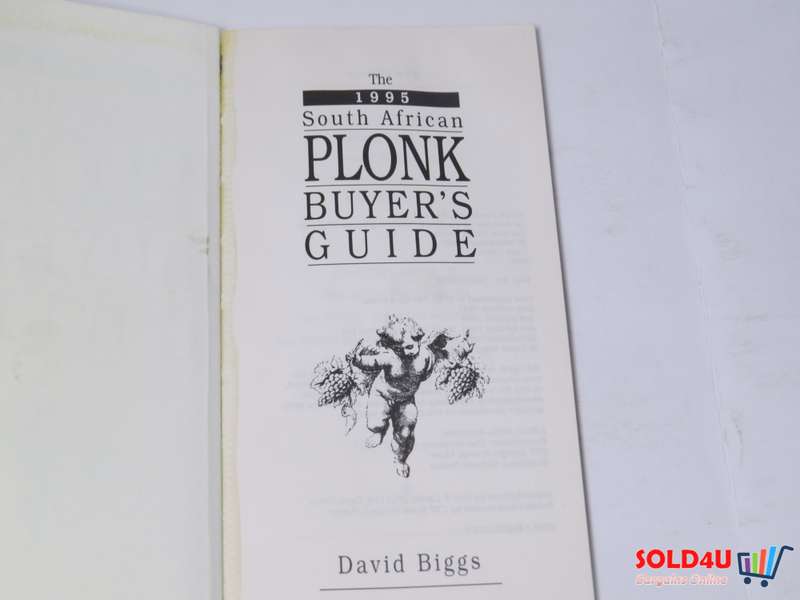 The
1995
South African
PLONK
BUYER'S
GUIDE
David Biggs
SOLD4U
Bargains Online